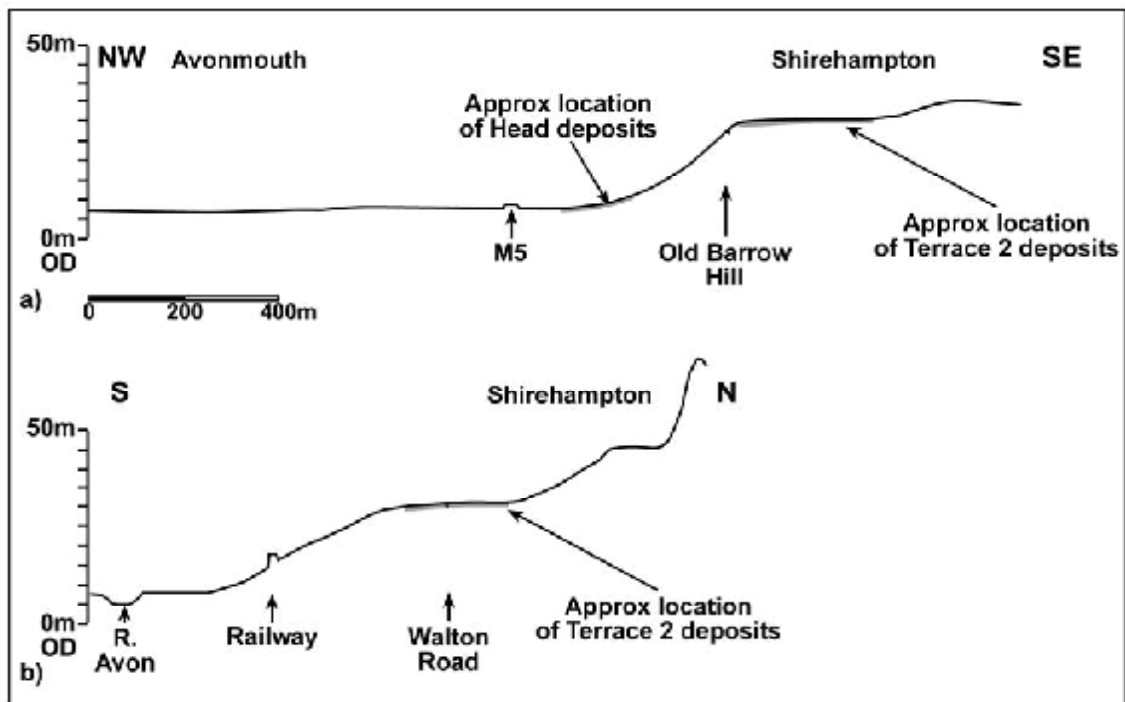 50m
NW
Avonmouth
Shirehampton
SE
Approx location
of Head deposits
0m
OD
M5
Old Barrow
Hill
Approx location
of Terrace 2 deposits
a)
0
200
400m
S
Shirehampton
N
50m
0m
OD
R.
Avon
Railway
Walton
Road
Approx location
of Terrace 2 deposits
b)